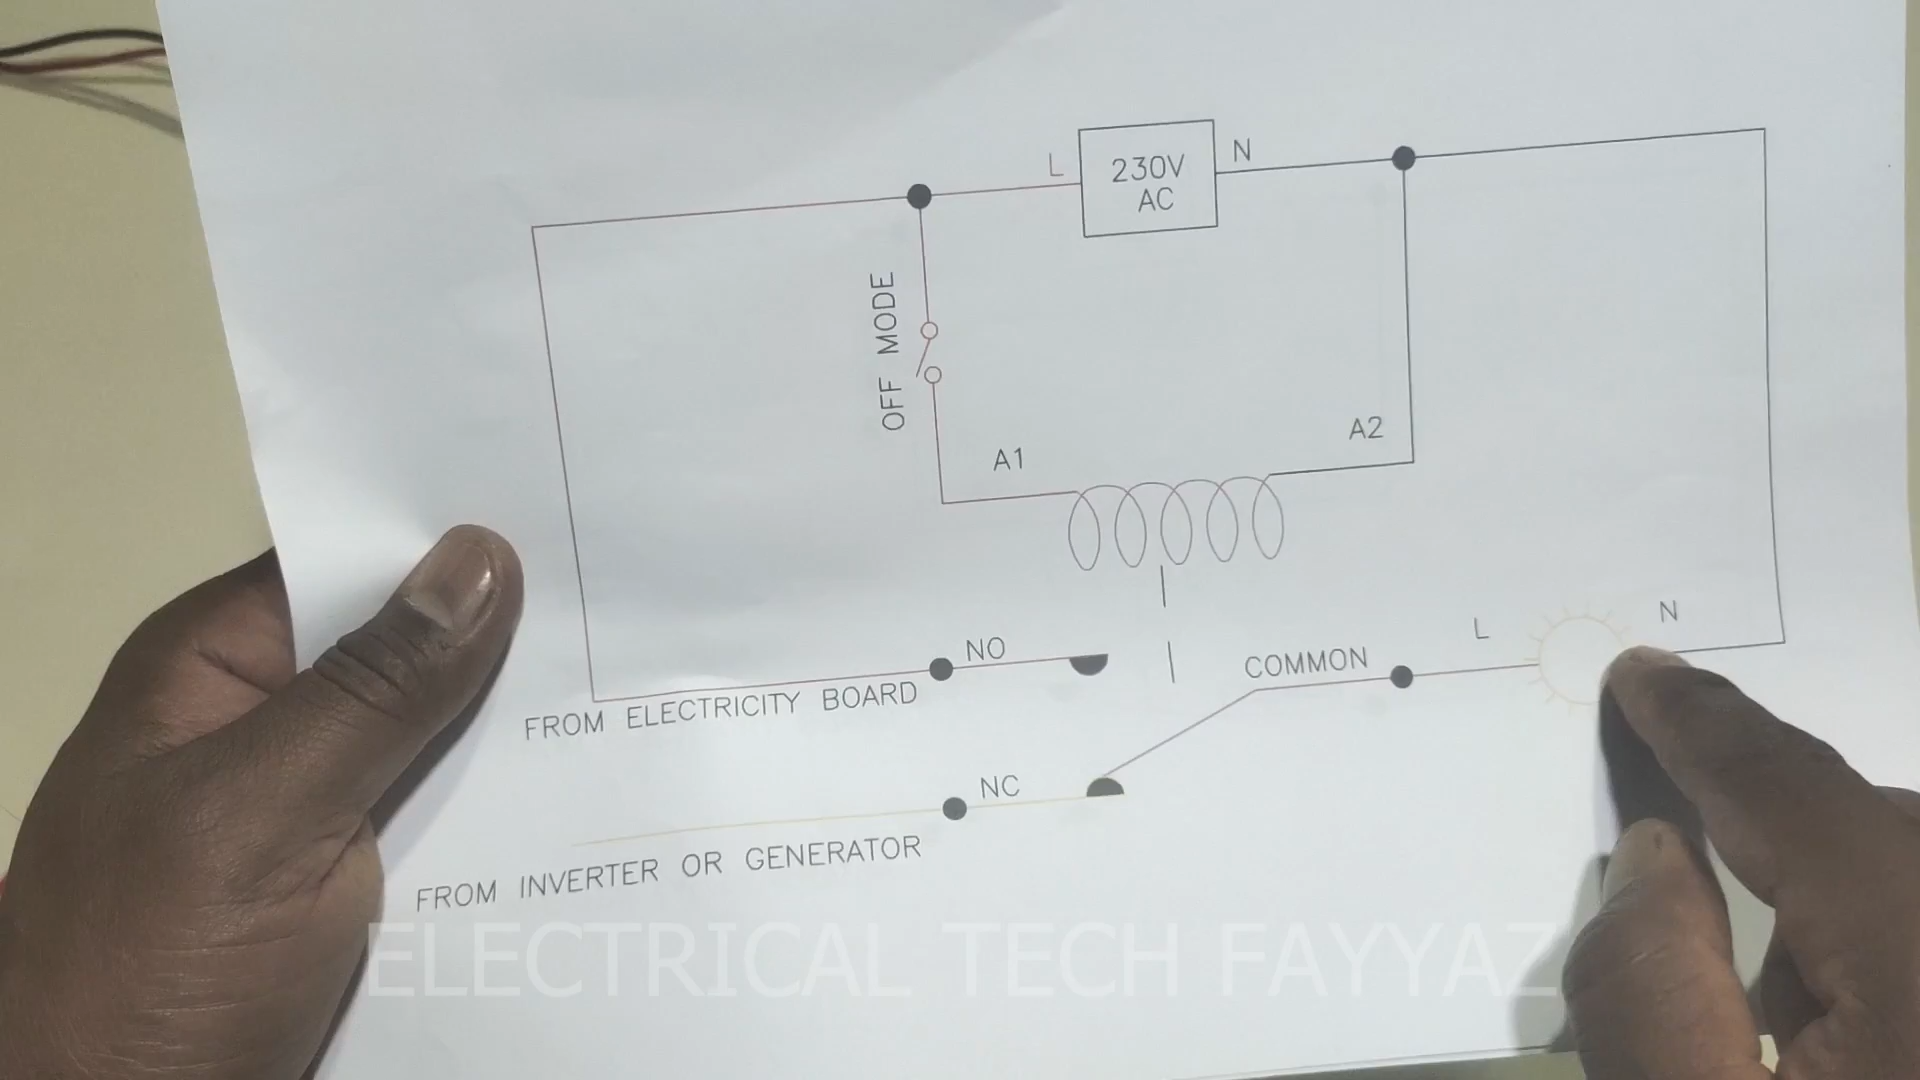 L
230V
AC
N
OFF MODE
A1
A2
NO
COMMON
L
N
FROM ELECTRICITY BOARD
NC
FROM INVERTER OR GENERATOR
ELECTRICAL TECH FAYYAZ